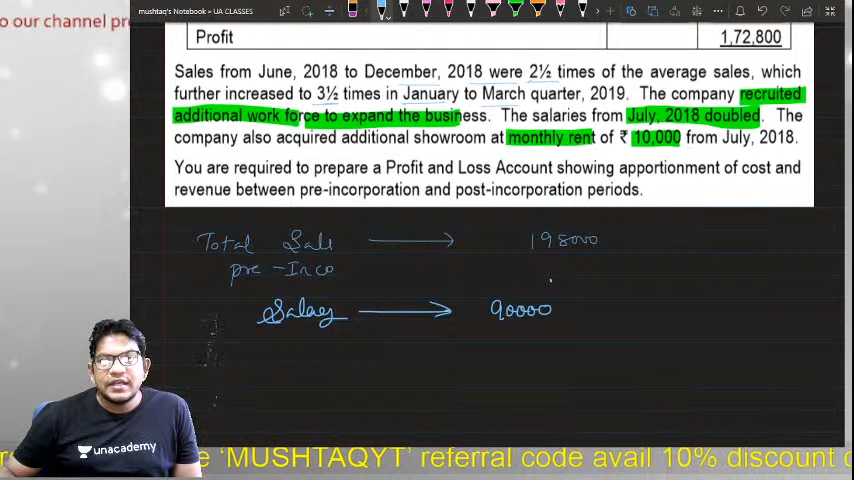 mushtaq's Notebook » UA CLASSES
o our channel pr
Profit 1,72,800
Sales from June, 2018 to December, 2018 were 2½ times of the average sales, which
further increased to 3½ times in January to March quarter, 2019. The company recruited
additional work force to expand the business. The salaries from July, 2018 doubled. The
company also acquired additional showroom at monthly rent of ₹ 10,000 from July, 2018.
You are required to prepare a Profit and Loss Account showing apportionment of cost and
revenue between pre-incorporation and post-incorporation periods.
Total Sale 198000
pre - Inco
Salary 90000
unacademy
e 'MUSHTAQYT' referral code avail 10% discount